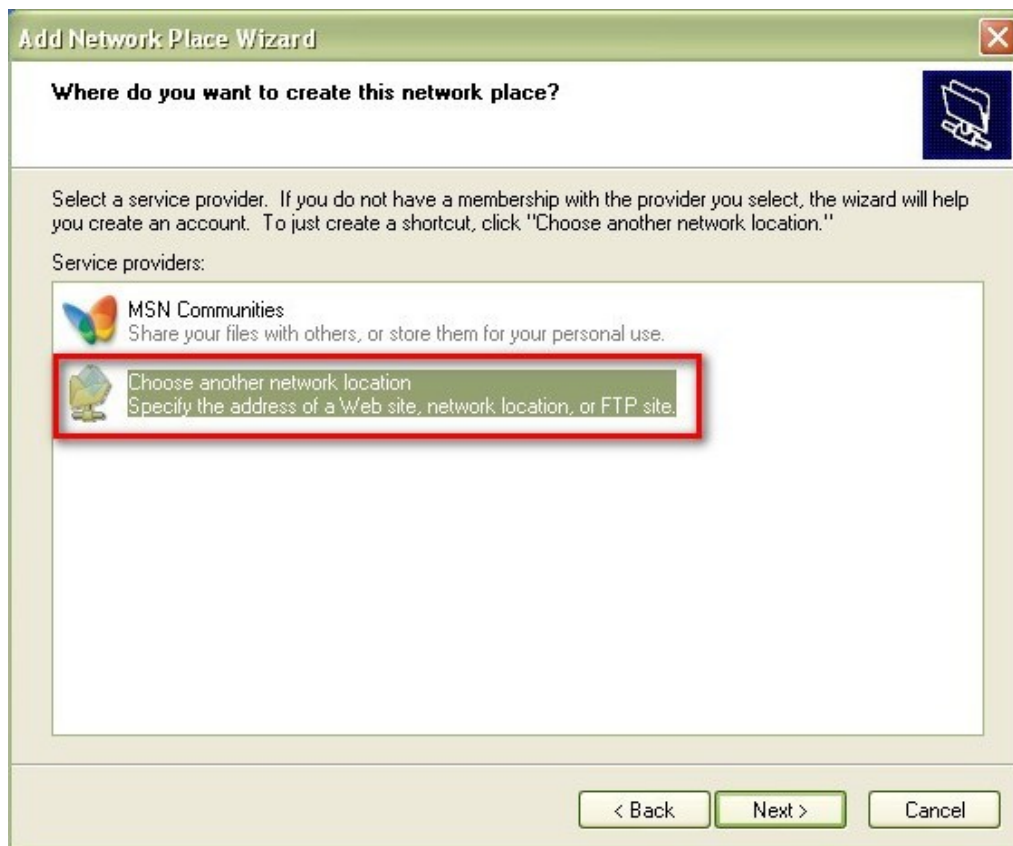 Add Network Place Wizard
Where do you want to create this network place?
Select a service provider.  If you do not have a membership with the provider you select, the wizard will help
you create an account.  To just create a shortcut, click "Choose another network location."
Service providers:
MSN Communities
Share your files with others, or store them for your personal use.
Choose another network location
Specify the address of a Web site, network location, or FTP site.
< Back
Next >
Cancel